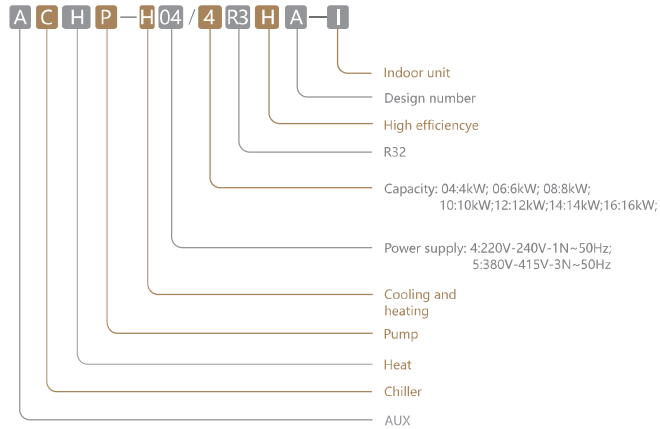 ACHP-H04/4R3HA-I
Indoor unit
Design number
High efficiencye
R32
Capacity: 04:4kW; 06:6kW; 08:8kW;
10:10kW;12:12kW;14:14kW;16:16kW;
Power supply: 4:220V-240V-1N~50Hz;
5:380V-415V-3N~50Hz
Cooling and
heating
Pump
Heat
Chiller
AUX